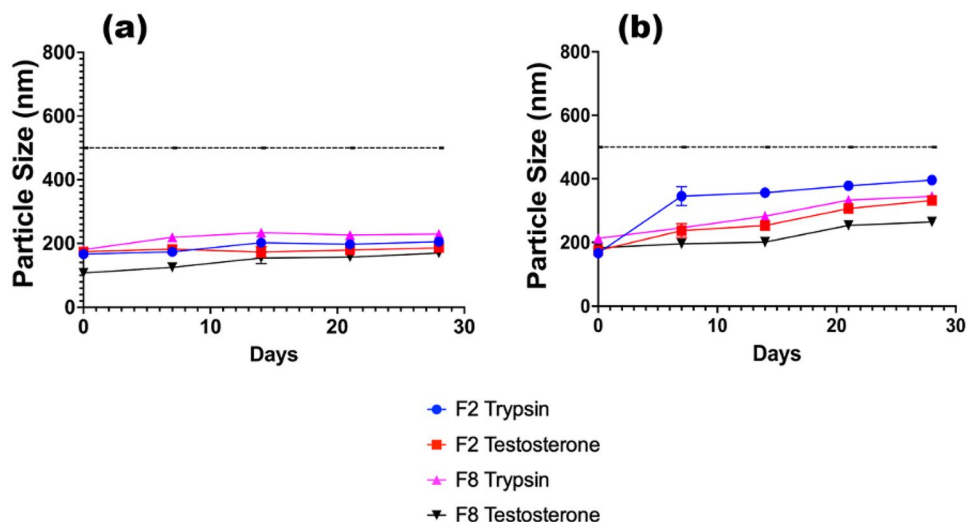 (a)
800
600
400
200
0
Particle Size (nm)
0 10 20 30
Days
(b)
800
600
400
200
0
Particle Size (nm)
0 10 20 30
Days
F2 Trypsin
F2 Testosterone
F8 Trypsin
F8 Testosterone